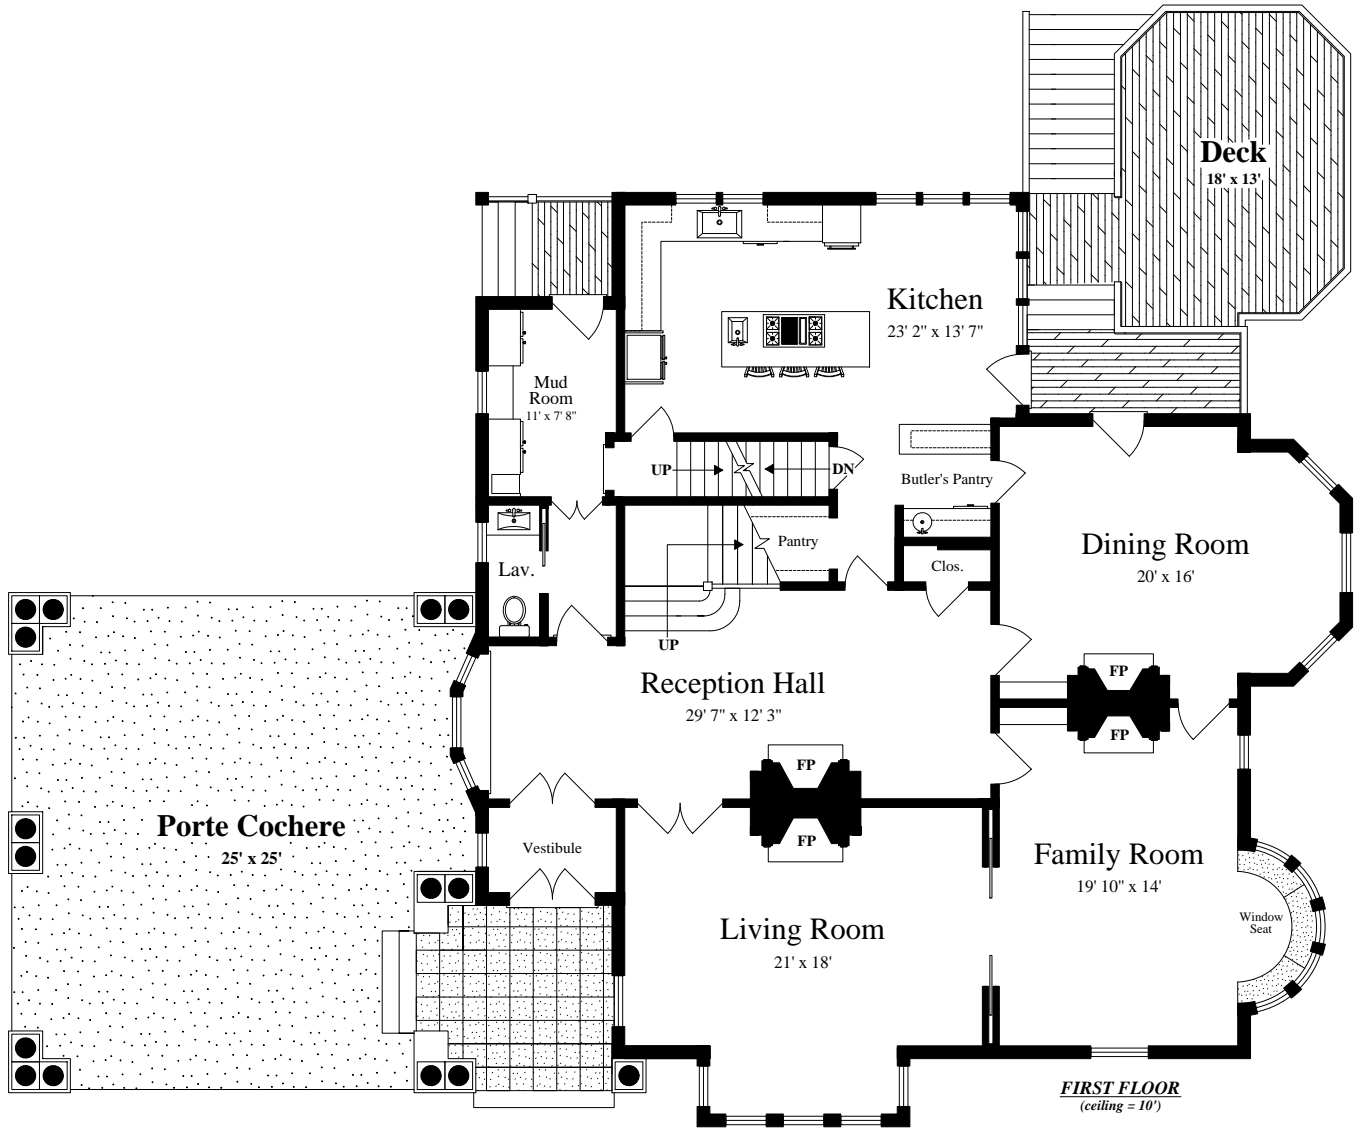 Deck
18' x 13'
Kitchen
23' 2" x 13' 7"
Mud
Room
11' x 7' 8"
UP
DN
Butler's Pantry
Pantry
Clos.
Dining Room
20' x 16'
Lav.
UP
FP
FP
Reception Hall
29' 7" x 12' 3"
FP
FP
Porte Cochere
25' x 25'
Vestibule
Family Room
19' 10" x 14'
Window
Seat
Living Room
21' x 18'
FIRST FLOOR
(ceiling = 10')